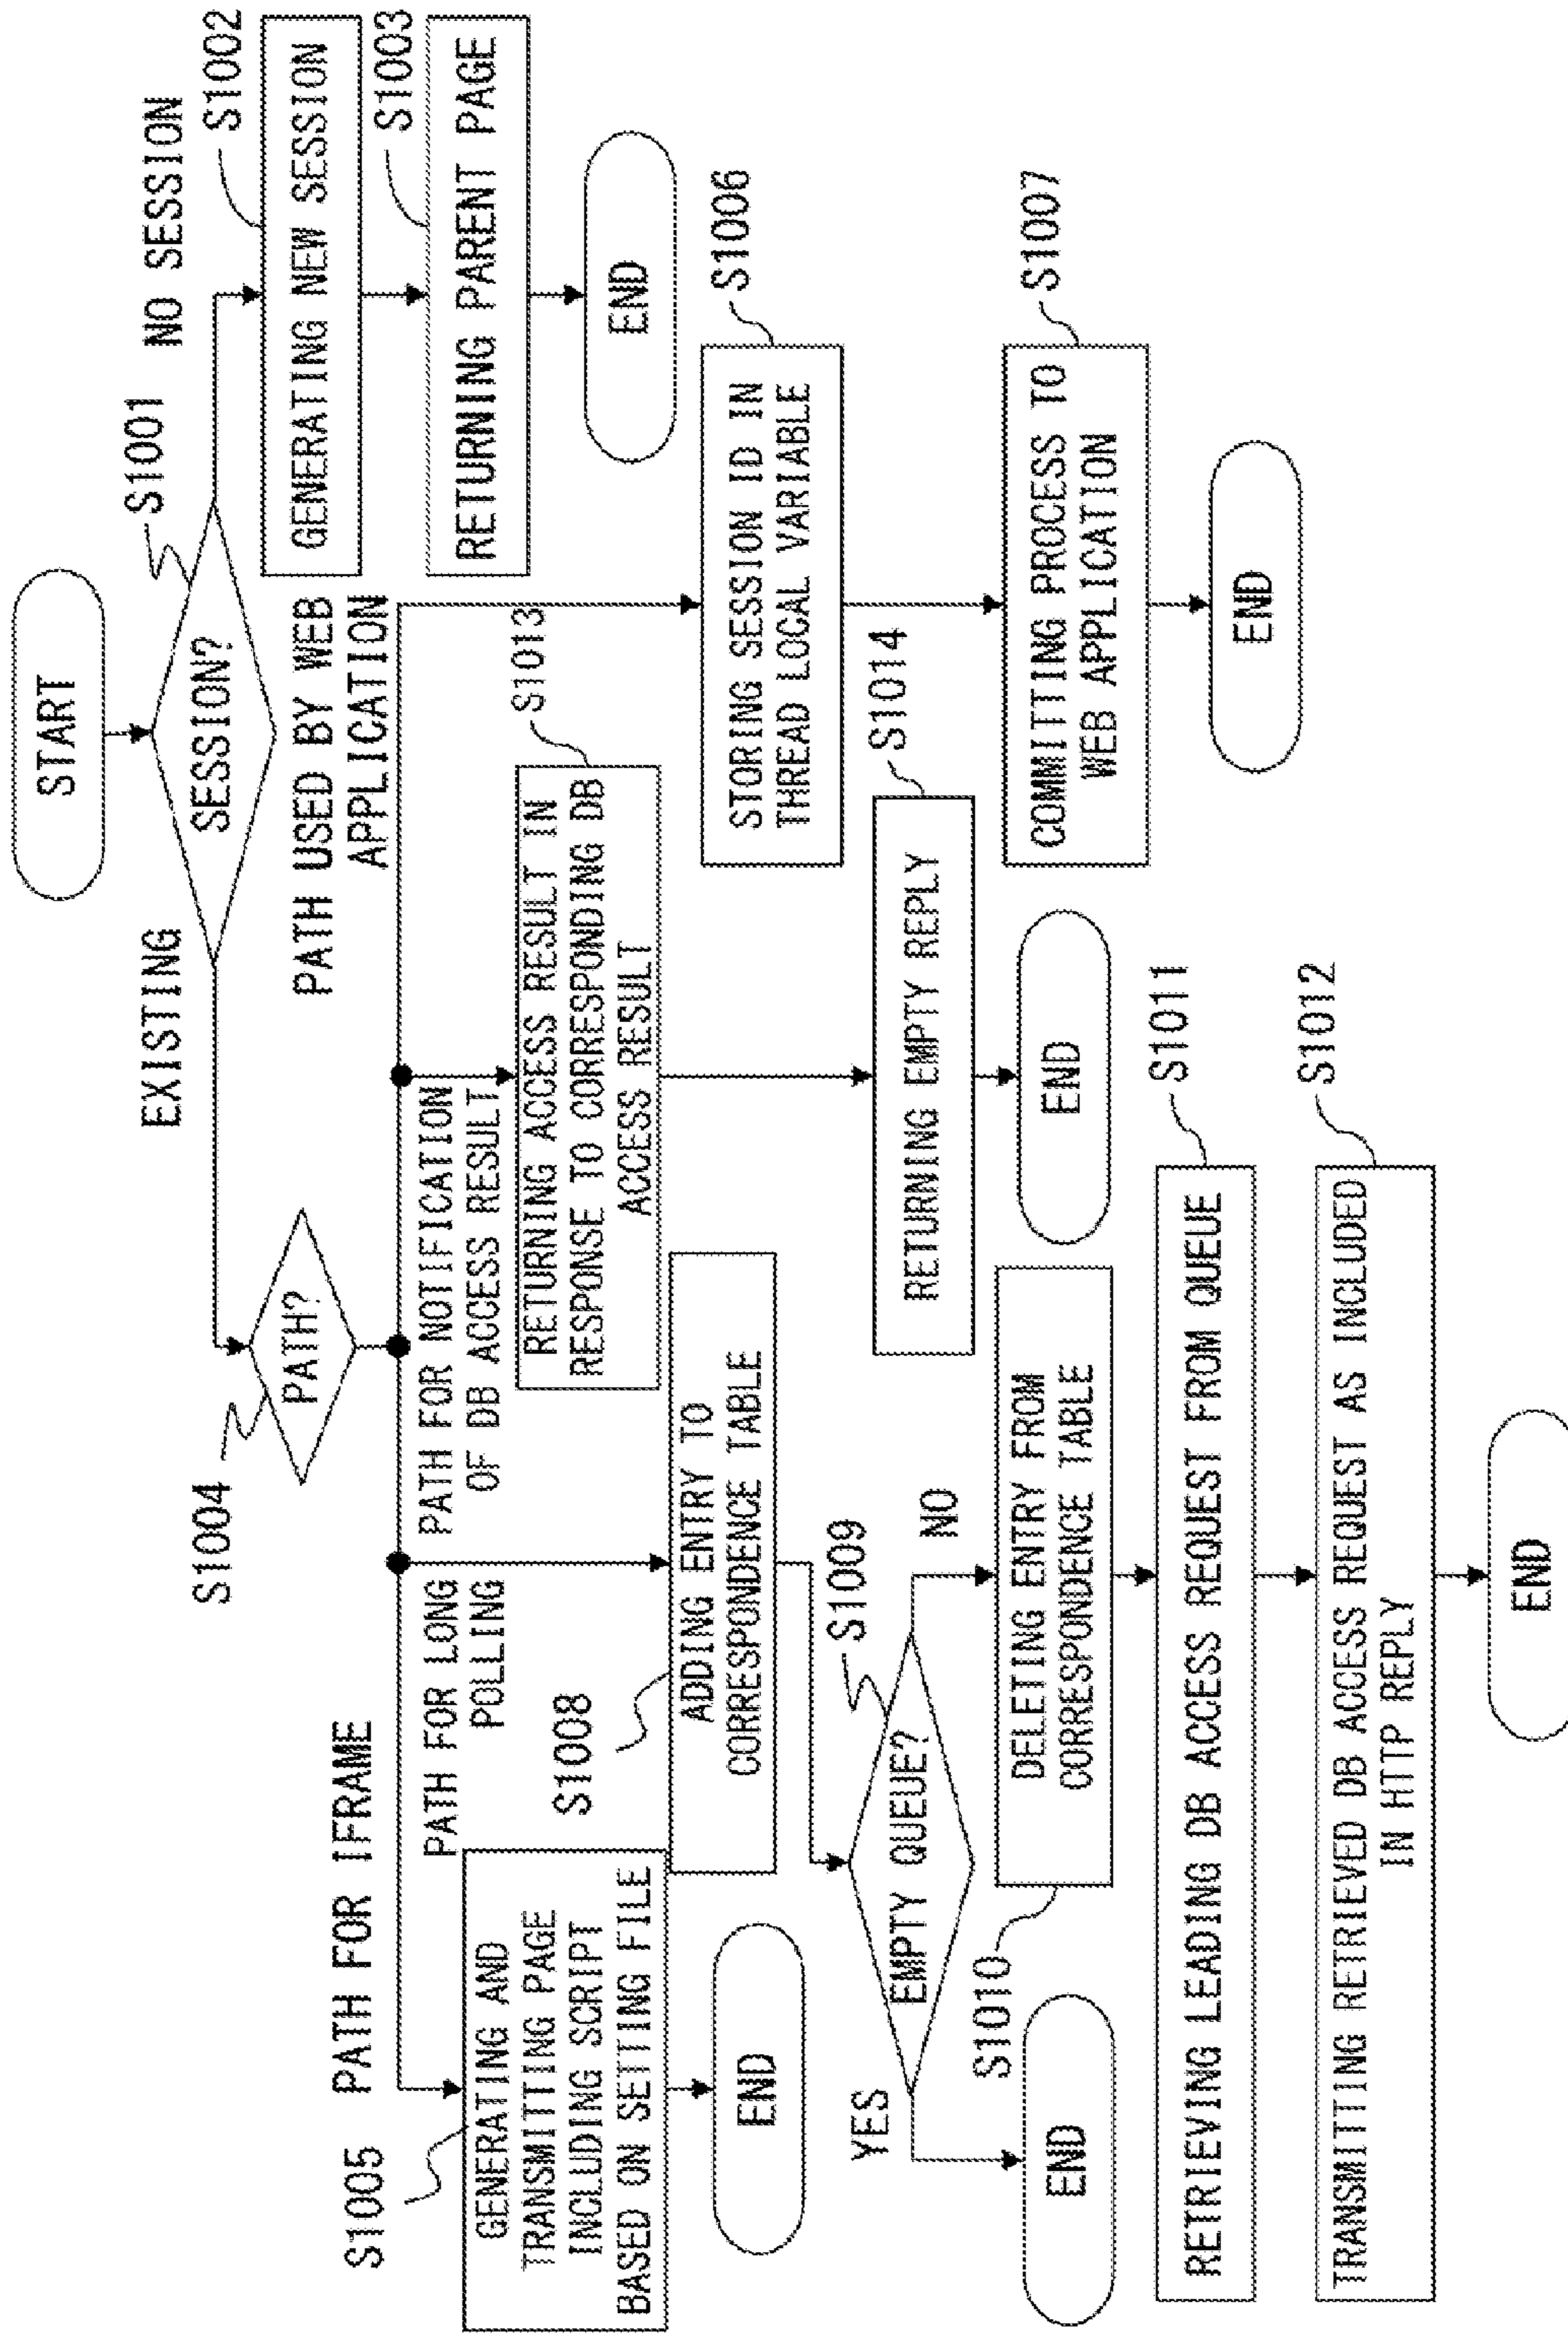 START
S1001
SESSION?
NO SESSION
EXISTING
S1002
GENERATING NEW SESSION
S1003
RETURNING PARENT PAGE
END
S1004
PATH?
PATH FOR IFRAME
S1005
GENERATING AND
TRANSMITTING PAGE
INCLUDING SCRIPT
BASED ON SETTING FILE
END
PATH FOR LONG
POLLING
S1008
ADDING ENTRY TO
CORRESPONDENCE TABLE
S1009
EMPTY QUEUE?
YES
END
NO
S1010
DELETING ENTRY FROM
CORRESPONDENCE TABLE
S1011
RETRIEVING LEADING DB ACCESS REQUEST FROM QUEUE
S1012
TRANSMITTING RETRIEVED DB ACCESS REQUEST AS INCLUDED
IN HTTP REPLY
END
PATH FOR NOTIFICATION
OF DB ACCESS RESULT
S1013
RETURNING ACCESS RESULT IN
RESPONSE TO CORRESPONDING DB
ACCESS RESULT
S1014
RETURNING EMPTY REPLY
END
PATH USED BY WEB
APPLICATION
S1006
STORING SESSION ID IN
THREAD LOCAL VARIABLE
S1007
COMMITTING PROCESS TO
WEB APPLICATION
END